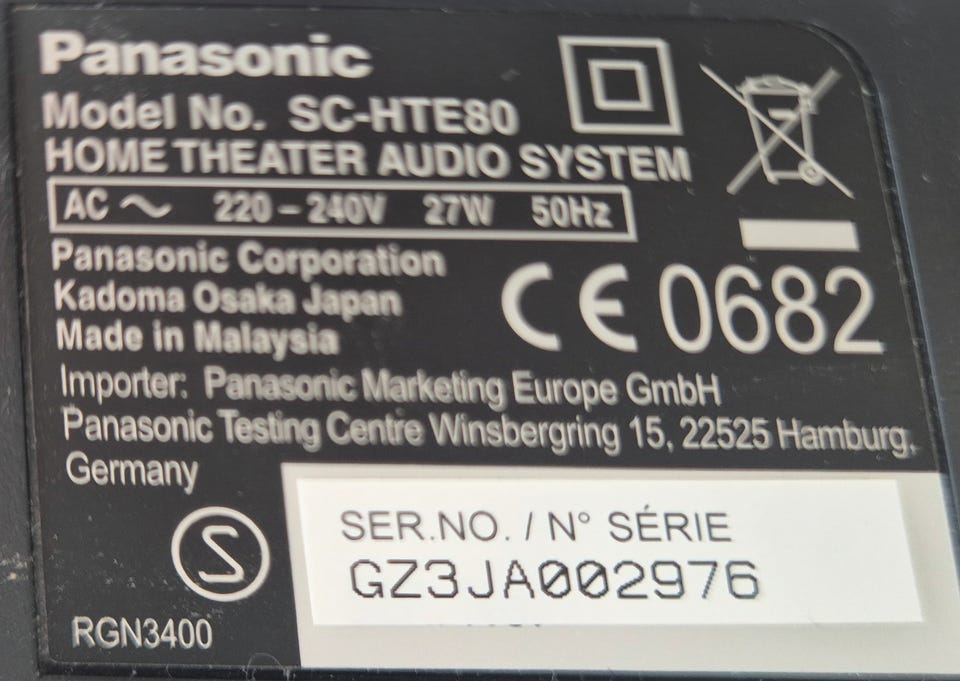 Panasonic
Model No. SC-HTE80
HOME THEATER AUDIO SYSTEM
AC ~ 220 – 240V 27W 50Hz
Panasonic Corporation
Kadoma Osaka Japan
Made in Malaysia
CE 0682
Importer: Panasonic Marketing Europe GmbH
Panasonic Testing Centre Winsbergring 15, 22525 Hamburg,
Germany
S
SER.NO. / N° SÉRIE
GZ3JA002976
RGN3400